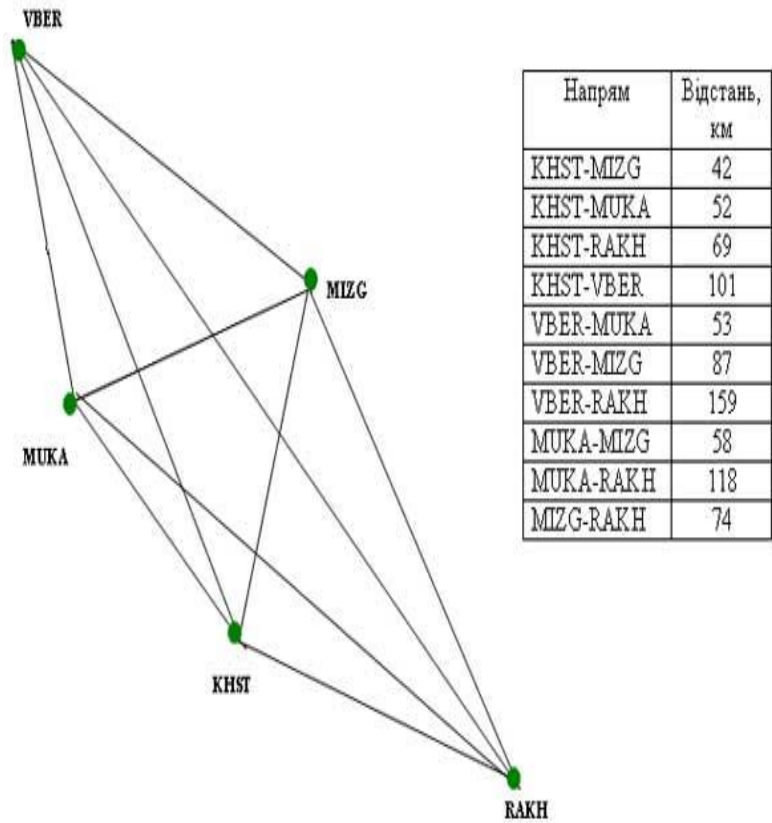 VBER
MIZG
MUKA
KHST
RAKH
Напрям Відстань,
км
KHST-MIZG 42
KHST-MUKA 52
KHST-RAKH 69
KHST-VBER 101
VBER-MUKA 53
VBER-MIZG 87
VBER-RAKH 159
MUKA-MIZG 58
MUKA-RAKH 118
MIZG-RAKH 74